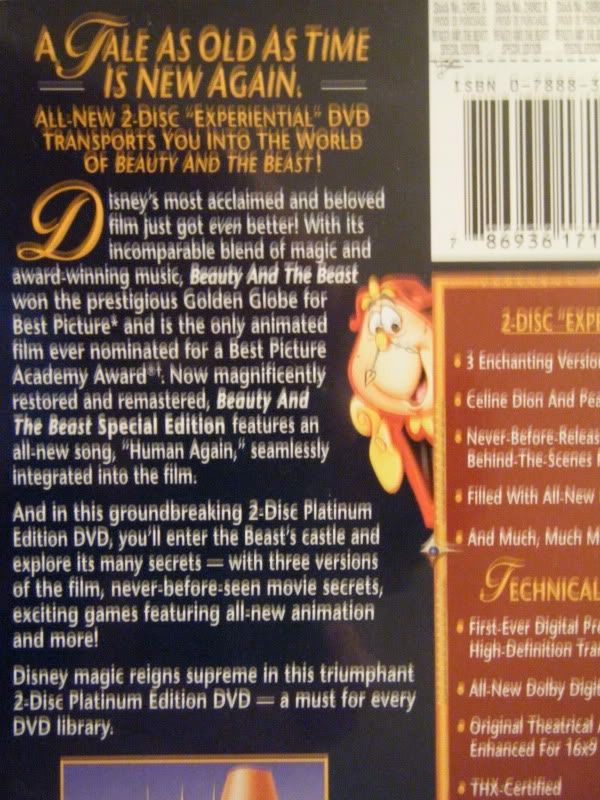 A TALE AS OLD AS TIME
IS NEW AGAIN.
ALL-NEW 2-DISC "EXPERIENTIAL" DVD
TRANSPORTS YOU INTO THE WORLD
OF BEAUTY AND THE BEAST!
Disney's most acclaimed and beloved
film just got even better! With its
incomparable blend of magic and
award-winning music, Beauty And The Beast
won the prestigious Golden Globe for
Best Picture* and is the only animated
film ever nominated for a Best Picture
Academy Award®†. Now magnificently
restored and remastered, Beauty And
The Beast Special Edition features an
all-new song, "Human Again," seamlessly
integrated into the film.
And in this groundbreaking 2-Disc Platinum
Edition DVD, you'll enter the Beast's castle and
explore its many secrets — with three versions
of the film, never-before-seen movie secrets,
exciting games featuring all-new animation
and more!
Disney magic reigns supreme in this triumphant
2-Disc Platinum Edition DVD — a must for every
DVD library.
ISBN 0-7888-3
7 86936 171
2-DISC "EXPE
• 3 Enchanting Versio
• Celine Dion And Pea
• Never-Before-Releas
Behind-The-Scenes
• Filled With All-New
• And Much, Much M
TECHNICAL
• First-Ever Digital Pr
High-Definition Tra
• All-New Dolby Digit
• Original Theatrical
Enhanced For 16x9
• THX-Certified